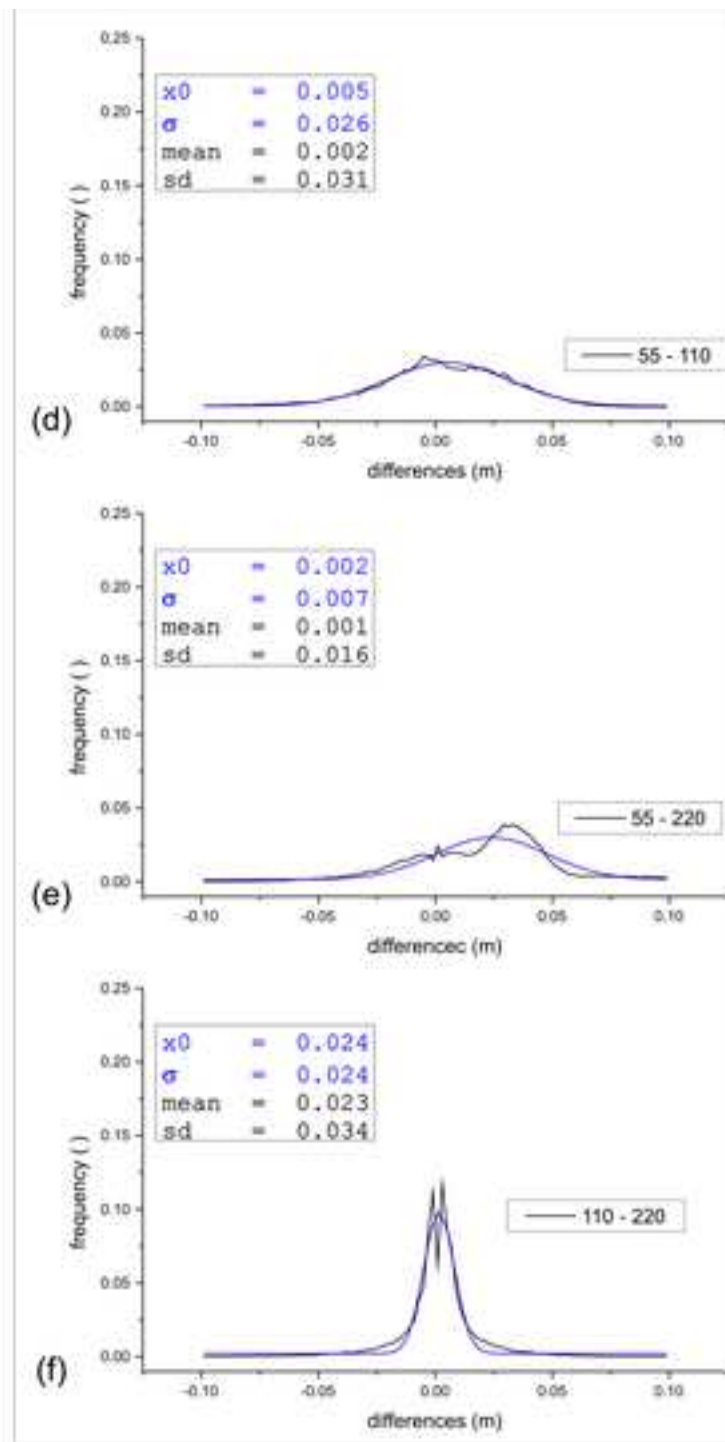 0.25
0.20
0.15
0.10
0.05
0.00
frequency ( )
x0 = 0.005
σ = 0.026
mean = 0.002
sd = 0.031
55 - 110
(d)
-0.10 -0.05 0.00 0.05 0.10
differences (m)
0.25
0.20
0.15
0.10
0.05
0.00
frequency ( )
x0 = 0.002
σ = 0.007
mean = 0.001
sd = 0.016
55 - 220
(e)
-0.10 -0.05 0.00 0.05 0.10
differencec (m)
0.25
0.20
0.15
0.10
0.05
0.00
frequency ( )
x0 = 0.024
σ = 0.024
mean = 0.023
sd = 0.034
110 - 220
(f)
-0.10 -0.05 0.00 0.05 0.10
differences (m)